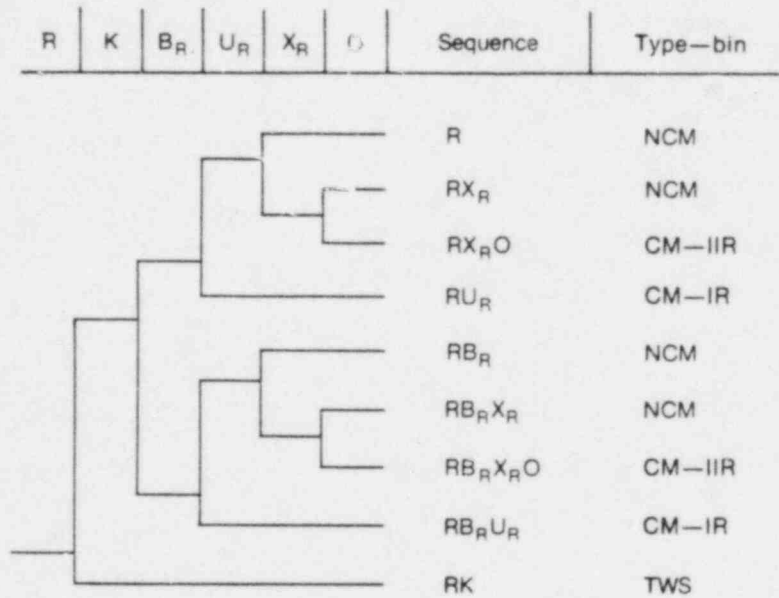 R K B_R U_R X_R O Sequence Type—bin
R NCM
RX_R NCM
RX_RO CM—IIR
RU_R CM—IR
RB_R NCM
RB_RX_R NCM
RB_RX_RO CM—IIR
RB_RU_R CM—IR
RK TWS